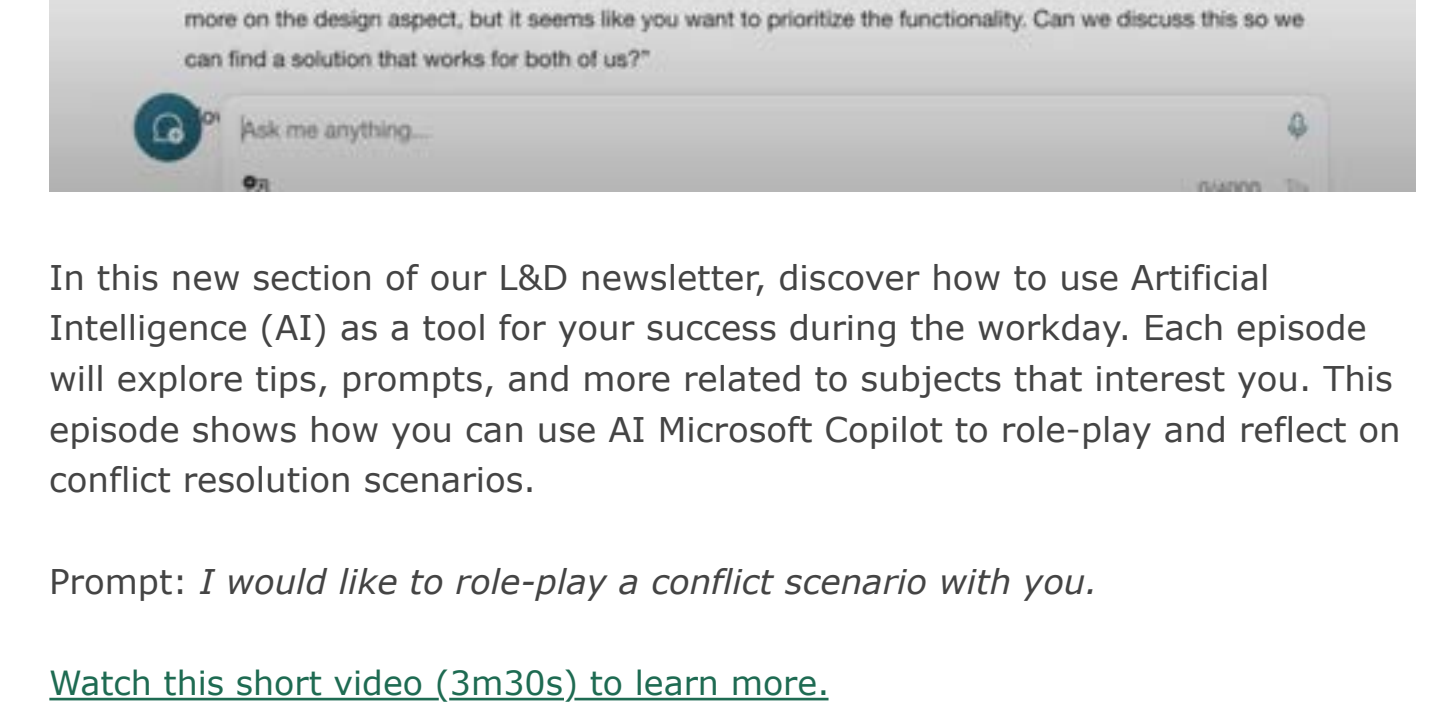 more on the design aspect, but it seems like you want to prioritize the functionality. Can we discuss this so we
can find a solution that works for both of us?"
Ask me anything...
In this new section of our L&D newsletter, discover how to use Artificial
Intelligence (AI) as a tool for your success during the workday. Each episode
will explore tips, prompts, and more related to subjects that interest you. This
episode shows how you can use AI Microsoft Copilot to role-play and reflect on
conflict resolution scenarios.
Prompt: I would like to role-play a conflict scenario with you.
Watch this short video (3m30s) to learn more.